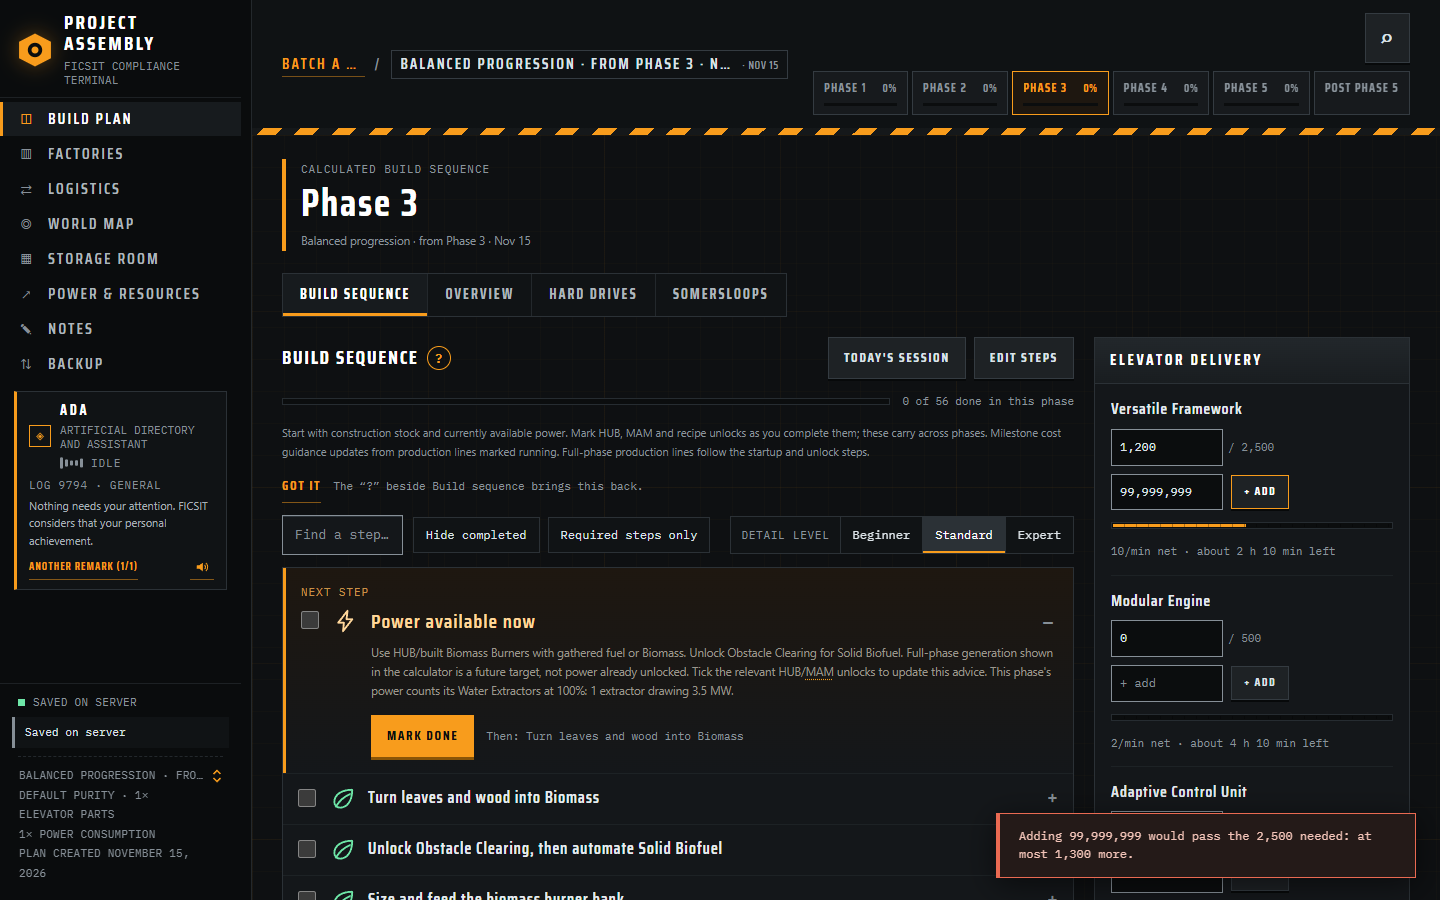 PROJECT
ASSEMBLY
FICSIT COMPLIANCE
TERMINAL
BUILD PLAN
FACTORIES
LOGISTICS
WORLD MAP
STORAGE ROOM
POWER & RESOURCES
NOTES
BACKUP
ADA
ARTIFICIAL DIRECTORY
AND ASSISTANT
IDLE
LOG 9794 · GENERAL
Nothing needs your attention. FICSIT
considers that your personal
achievement.
ANOTHER REMARK (1/1)
SAVED ON SERVER
Saved on server
BALANCED PROGRESSION · FRO…
DEFAULT PURITY · 1×
ELEVATOR PARTS
1× POWER CONSUMPTION
PLAN CREATED NOVEMBER 15,
2026
BATCH A … / BALANCED PROGRESSION · FROM PHASE 3 · N… · NOV 15
PHASE 1 0% PHASE 2 0% PHASE 3 0% PHASE 4 0% PHASE 5 0% POST PHASE 5
CALCULATED BUILD SEQUENCE
Phase 3
Balanced progression · from Phase 3 · Nov 15
BUILD SEQUENCE OVERVIEW HARD DRIVES SOMERSLOOPS
BUILD SEQUENCE ? TODAY'S SESSION EDIT STEPS
0 of 56 done in this phase
Start with construction stock and currently available power. Mark HUB, MAM and recipe unlocks as you complete them; these carry across phases. Milestone cost
guidance updates from production lines marked running. Full-phase production lines follow the startup and unlock steps.
GOT IT The “?” beside Build sequence brings this back.
Find a step… Hide completed Required steps only DETAIL LEVEL Beginner Standard Expert
NEXT STEP
Power available now
Use HUB/built Biomass Burners with gathered fuel or Biomass. Unlock Obstacle Clearing for Solid Biofuel. Full-phase generation shown
in the calculator is a future target, not power already unlocked. Tick the relevant HUB/MAM unlocks to update this advice. This phase's
power counts its Water Extractors at 100%: 1 extractor drawing 3.5 MW.
MARK DONE Then: Turn leaves and wood into Biomass
Turn leaves and wood into Biomass +
Unlock Obstacle Clearing, then automate Solid Biofuel
Size and feed the biomass burner bank
ELEVATOR DELIVERY
Versatile Framework
1,200 / 2,500
99,999,999 + ADD
10/min net · about 2 h 10 min left
Modular Engine
0 / 500
+ add + ADD
2/min net · about 4 h 10 min left
Adaptive Control Unit
Adding 99,999,999 would pass the 2,500 needed: at
most 1,300 more.